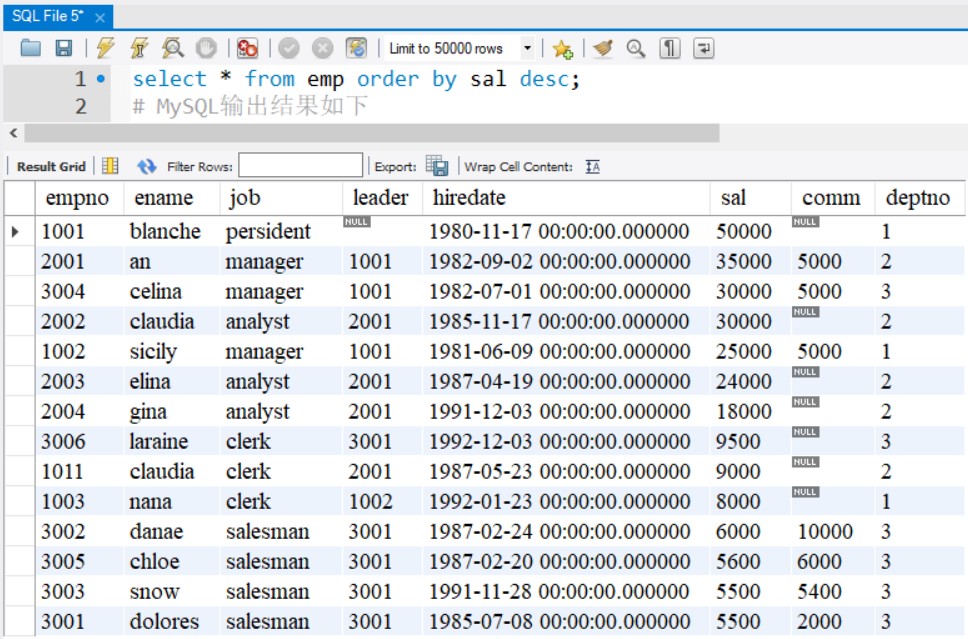 SQL File 5*
Limit to 50000 rows
1 select * from emp order by sal desc;
2 # MySQL输出结果如下
Result Grid Filter Rows: Export: Wrap Cell Content:
empno ename job leader hiredate sal comm deptno
1001 blanche persident NULL 1980-11-17 00:00:00.000000 50000 NULL 1
2001 an manager 1001 1982-09-02 00:00:00.000000 35000 5000 2
3004 celina manager 1001 1982-07-01 00:00:00.000000 30000 5000 3
2002 claudia analyst 2001 1985-11-17 00:00:00.000000 30000 NULL 2
1002 sicily manager 1001 1981-06-09 00:00:00.000000 25000 5000 1
2003 elina analyst 2001 1987-04-19 00:00:00.000000 24000 NULL 2
2004 gina analyst 2001 1991-12-03 00:00:00.000000 18000 NULL 2
3006 laraine clerk 3001 1992-12-03 00:00:00.000000 9500 NULL 3
1011 claudia clerk 2001 1987-05-23 00:00:00.000000 9000 NULL 2
1003 nana clerk 1002 1992-01-23 00:00:00.000000 8000 NULL 1
3002 danae salesman 3001 1987-02-24 00:00:00.000000 6000 10000 3
3005 chloe salesman 3001 1987-02-20 00:00:00.000000 5600 6000 3
3003 snow salesman 3001 1991-11-28 00:00:00.000000 5500 5400 3
3001 dolores salesman 3001 1985-07-08 00:00:00.000000 5500 2000 3